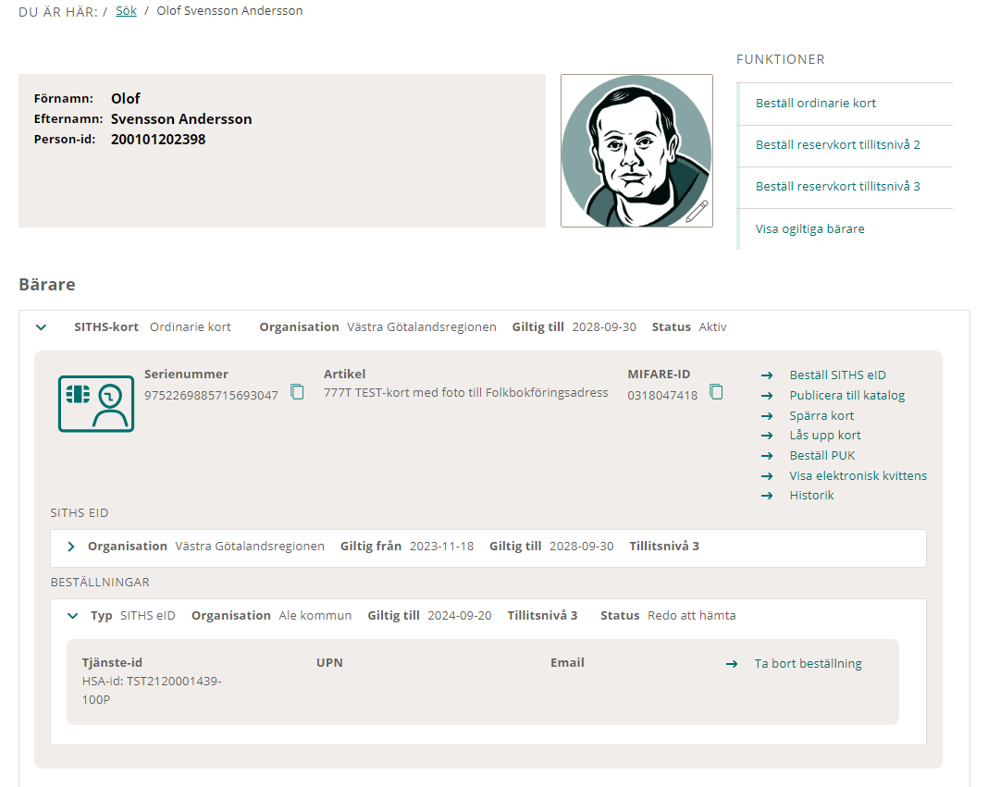 DU ÄR HÄR: / Sök / Olof Svensson Andersson
FUNKTIONER
Förnamn: Olof
Efternamn: Svensson Andersson
Person-id: 200101202398
Beställ ordinarie kort
Beställ reservkort tillitsnivå 2
Beställ reservkort tillitsnivå 3
Visa ogiltiga bärare
Bärare
SITHS-kort Ordinarie kort Organisation Västra Götalandsregionen Giltig till 2028-09-30 Status Aktiv
Serienummer
9752269885715693047
Artikel
777T TEST-kort med foto till Folkbokföringsadress
MIFARE-ID
0318047418
Beställ SITHS eID
Publicera till katalog
Spärra kort
Lås upp kort
Beställ PUK
Visa elektronisk kvittens
Historik
SITHS EID
Organisation Västra Götalandsregionen Giltig från 2023-11-18 Giltig till 2028-09-30 Tillitsnivå 3
BESTÄLLNINGAR
Typ SITHS eID Organisation Ale kommun Giltig till 2024-09-20 Tillitsnivå 3 Status Redo att hämta
Tjänste-id
HSA-id: TST2120001439-
100P
UPN
Email
Ta bort beställning